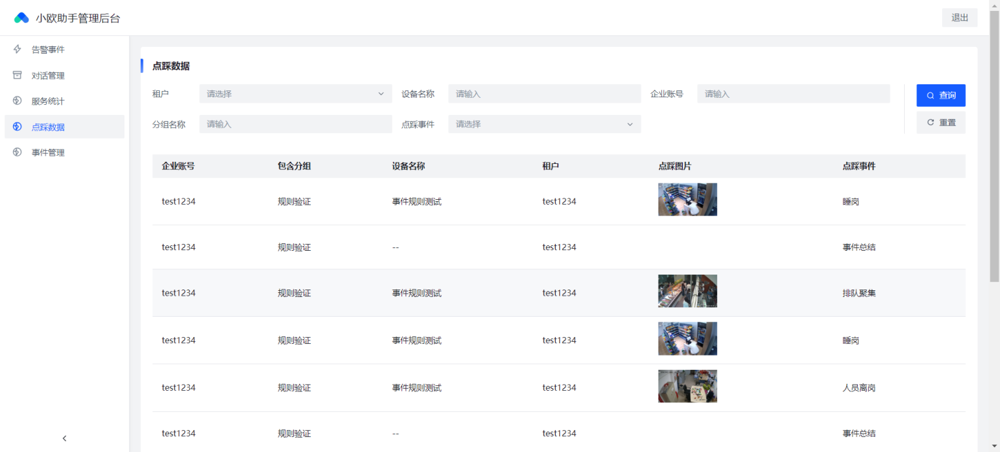 小欧助手管理后台
退出
告警事件
对话管理
服务统计
点踩数据
事件管理
点踩数据
租户 请选择 设备名称 请输入 企业账号 请输入 查询
分组名称 请输入 点踩事件 请选择 重置
企业账号 包含分组 设备名称 租户 点踩图片 点踩事件
test1234 规则验证 事件规则测试 test1234 睡岗
test1234 规则验证 -- test1234 事件总结
test1234 规则验证 事件规则测试 test1234 排队聚集
test1234 规则验证 事件规则测试 test1234 睡岗
test1234 规则验证 事件规则测试 test1234 人员离岗
test1234 规则验证 -- test1234 事件总结